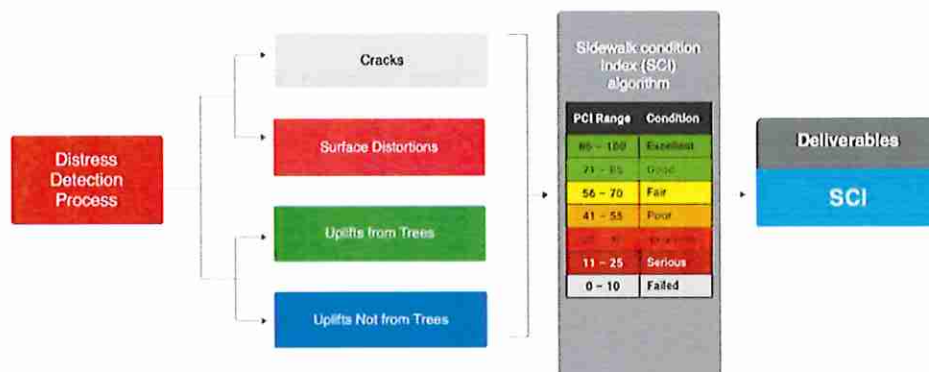 Distress
Detection
Process
Cracks
Surface Distortions
Uplifts from Trees
Uplifts Not from Trees
Sidewalk condition
Index (SCI)
algorithm
PCI Range Condition
86 – 100 Excellent
71 – 85 Good
56 – 70 Fair
41 – 55 Poor
11 – 25 Serious
0 – 10 Failed
Deliverables
SCI